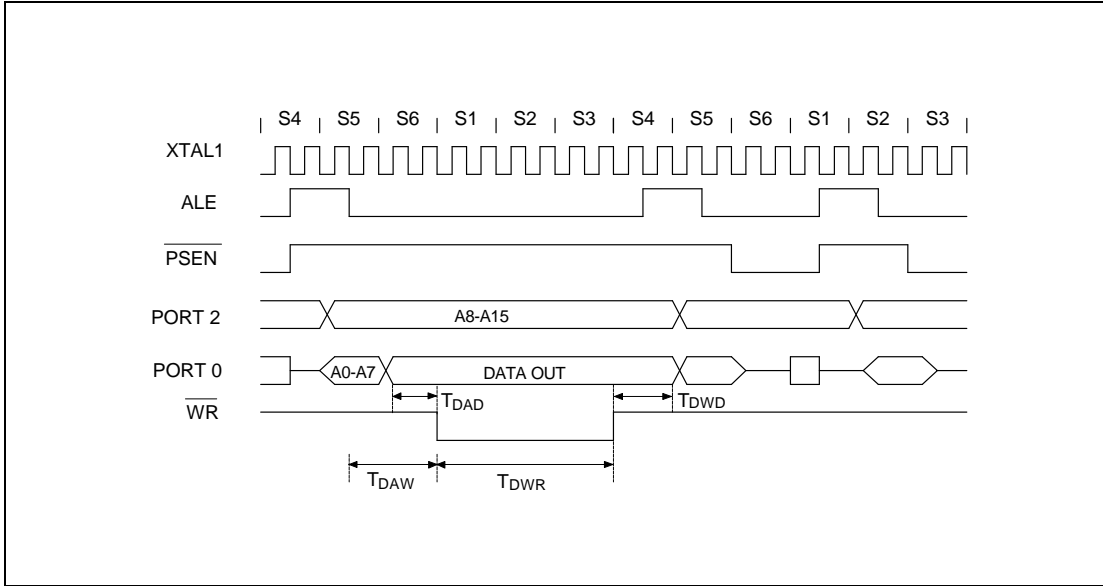 S4 S5 S6 S1 S2 S3 S4 S5 S6 S1 S2 S3
XTAL1
ALE
PSEN
PORT 2 A8-A15
PORT 0 A0-A7 DATA OUT
TDAD TDWD
WR
TDAW TDWR